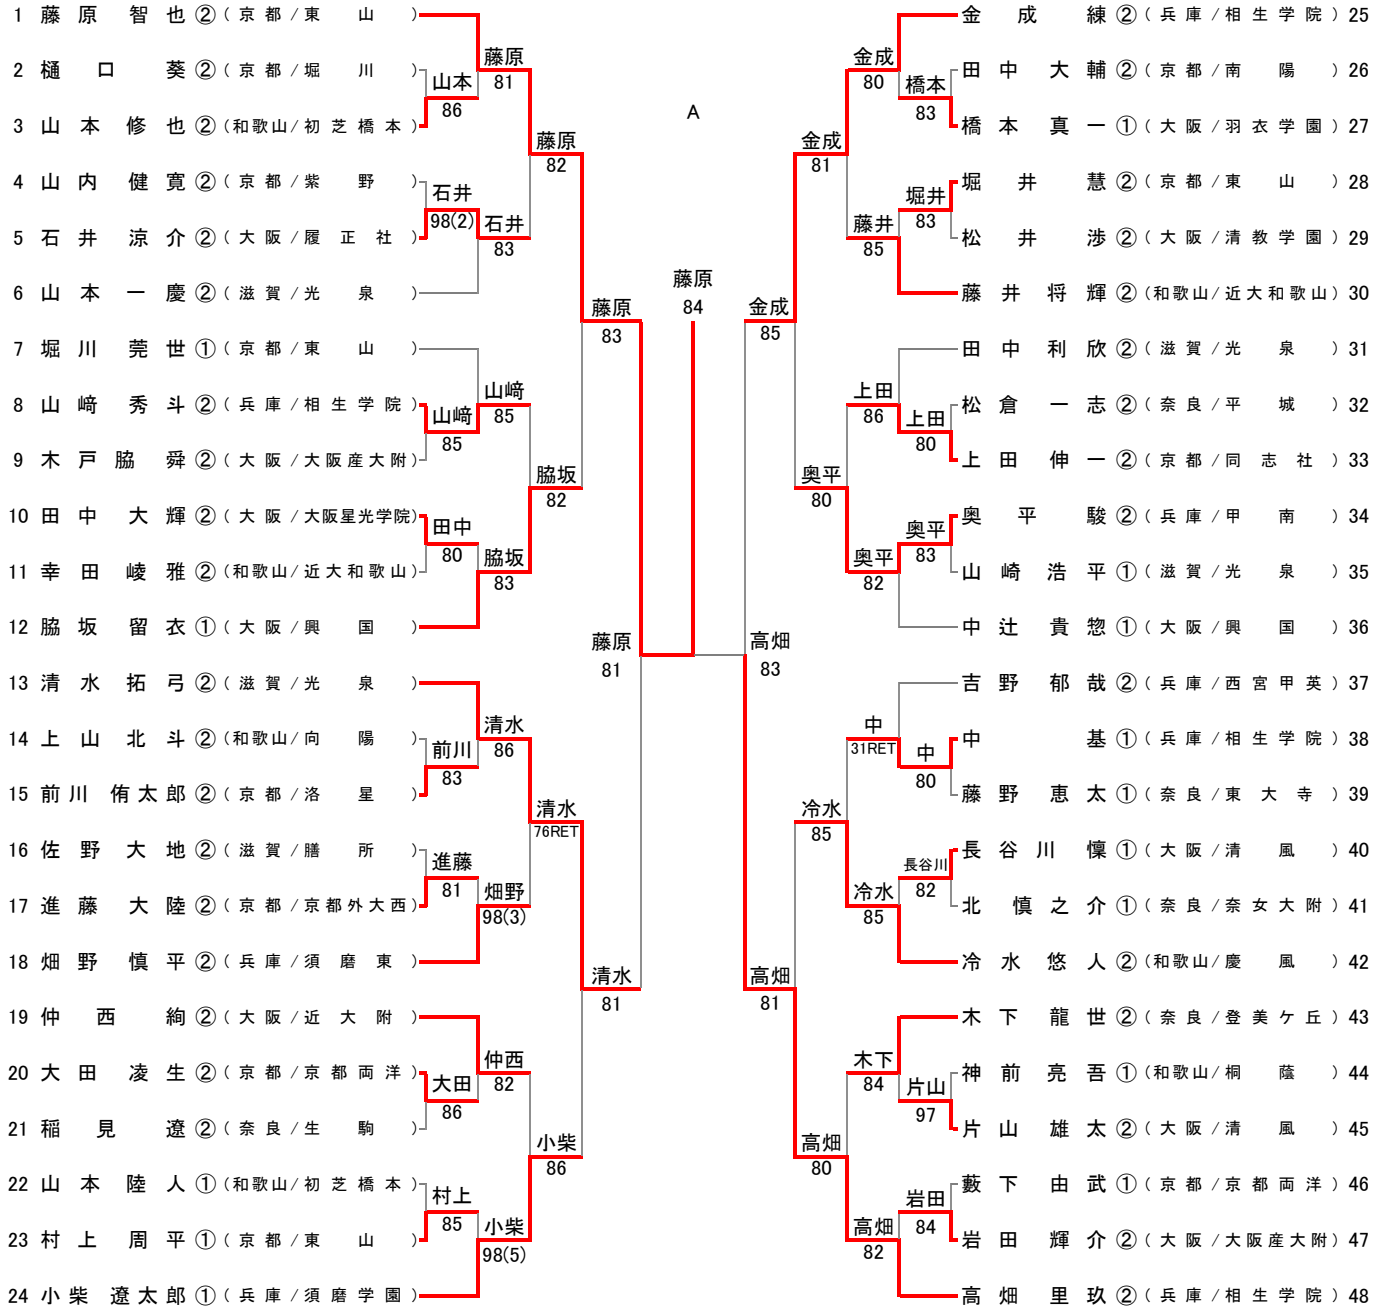 1 藤原 智也 ② (京都/東山)
2 樋口 葵 ② (京都/堀川)
3 山本 修也 ② (和歌山/初芝橋本)
4 山内 健寛 ② (京都/紫野)
5 石井 涼介 ② (大阪/履正社)
6 山本 一慶 ② (滋賀/光泉)
7 堀川 莞世 ① (京都/東山)
8 山﨑 秀斗 ② (兵庫/相生学院)
9 木戸脇 舜 ② (大阪/大阪産大附)
10 田中 大輝 ② (大阪/大阪星光学院)
11 幸田 崚雅 ② (和歌山/近大和歌山)
12 脇坂 留衣 ① (大阪/興国)
13 清水 拓弓 ② (滋賀/光泉)
14 上山 北斗 ② (和歌山/向陽)
15 前川 侑太郎 ② (京都/洛星)
16 佐野 大地 ② (滋賀/膳所)
17 進藤 大陸 ② (京都/京都外大西)
18 畑野 慎平 ② (兵庫/須磨東)
19 仲西 絢 ② (大阪/近大附)
20 大田 凌生 ② (京都/京都両洋)
21 稲見 遼 ② (奈良/生駒)
22 山本 陸人 ① (和歌山/初芝橋本)
23 村上 周平 ① (京都/東山)
24 小柴 遼太郎 ① (兵庫/須磨学園)
山本
86
石井
98(2)
山﨑
85
田中
80
前川
83
進藤
81
大田
86
村上
85
藤原
81
石井
83
山﨑
85
脇坂
83
清水
86
畑野
98(3)
仲西
82
小柴
98(5)
藤原
82
脇坂
82
清水
76RET
小柴
86
藤原
83
清水
81
藤原
81
A
藤原
84
高畑
83
金成
85
高畑
81
金成
81
奥平
80
冷水
85
高畑
80
金成
80
藤井
85
上田
86
奥平
82
中
31RET
冷水
85
木下
84
高畑
82
橋本
83
堀井
83
上田
80
奥平
83
中
80
長谷川
82
片山
97
岩田
84
金成 練 ② (兵庫/相生学院) 25
田中 大輔 ② (京都/南陽) 26
橋本 真一 ① (大阪/羽衣学園) 27
堀井 慧 ② (京都/東山) 28
松井 渉 ② (大阪/清教学園) 29
藤井 将輝 ② (和歌山/近大和歌山) 30
田中 利欣 ② (滋賀/光泉) 31
松倉 一志 ② (奈良/平城) 32
上田 伸一 ② (京都/同志社) 33
奥平 駿 ② (兵庫/甲南) 34
山崎 浩平 ① (滋賀/光泉) 35
中辻 貴惣 ① (大阪/興国) 36
吉野 郁哉 ② (兵庫/西宮甲英) 37
中 基 ① (兵庫/相生学院) 38
藤野 恵太 ① (奈良/東大寺) 39
長谷川 懍 ① (大阪/清風) 40
北 慎之介 ① (奈良/奈女大附) 41
冷水 悠人 ② (和歌山/慶風) 42
木下 龍世 ② (奈良/登美ケ丘) 43
神前 亮吾 ① (和歌山/桐蔭) 44
片山 雄太 ② (大阪/清風) 45
藪下 由武 ① (京都/京都両洋) 46
岩田 輝介 ② (大阪/大阪産大附) 47
高畑 里玖 ② (兵庫/相生学院) 48